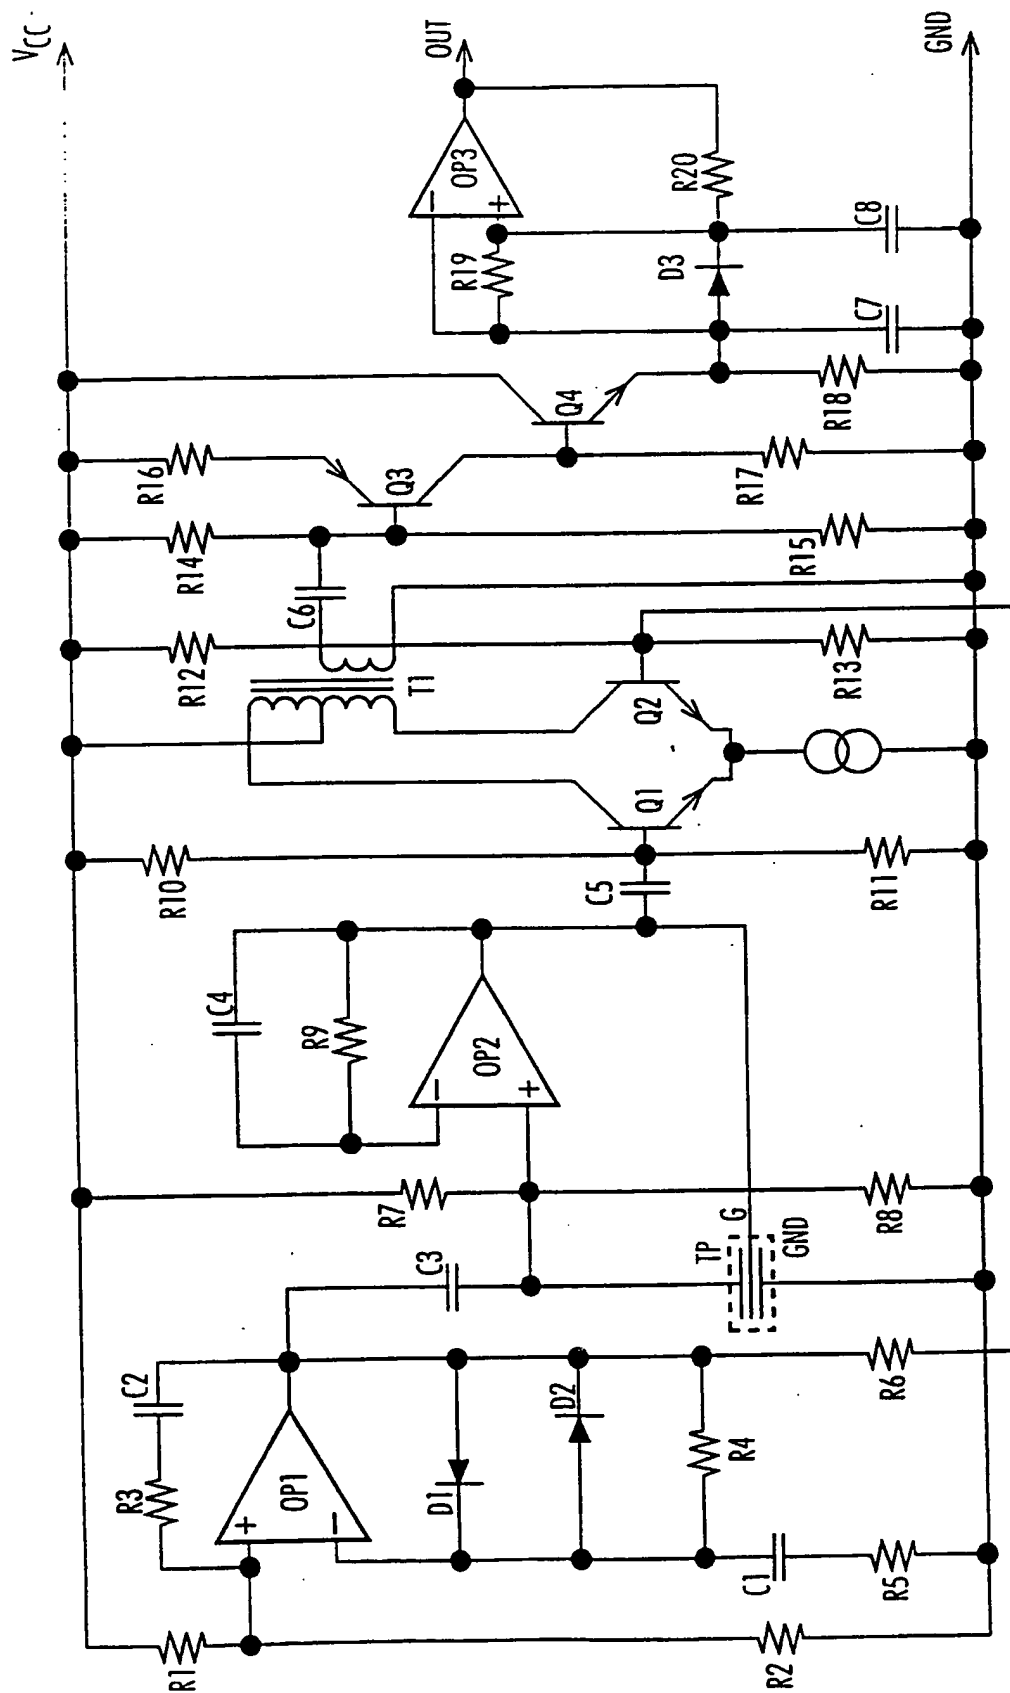 VCC
OUT
GND
OP3
R20
R19
D3
C8
C7
R18
Q4
R16
Q3
R17
R14
R15
C6
R12
T1
R13
Q2
Q1
R10
C5
R11
C4
R9
OP2
R7
R8
C3
TP
G
GND
C2
R3
OP1
D1
D2
R4
R6
C1
R5
R1
R2